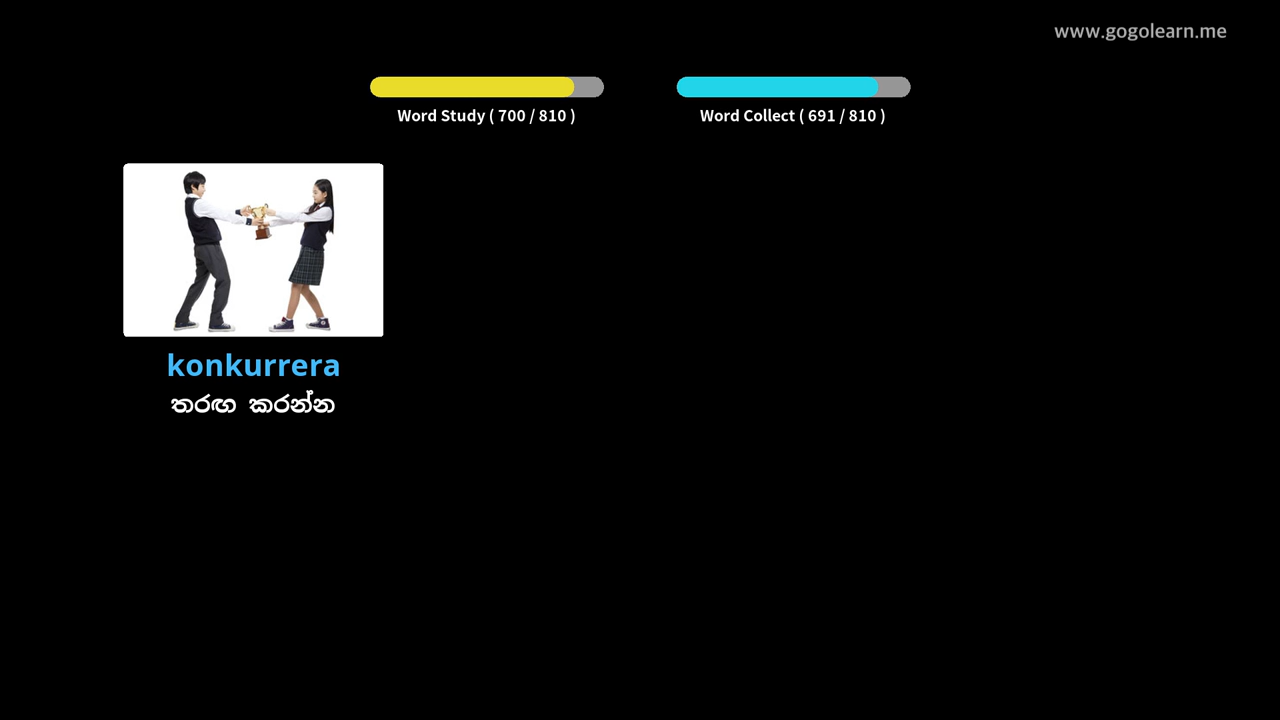 www.gogolearn.me
Word Study ( 700 / 810 )
Word Collect ( 691 / 810 )
konkurrera
තරඟ කරන්න